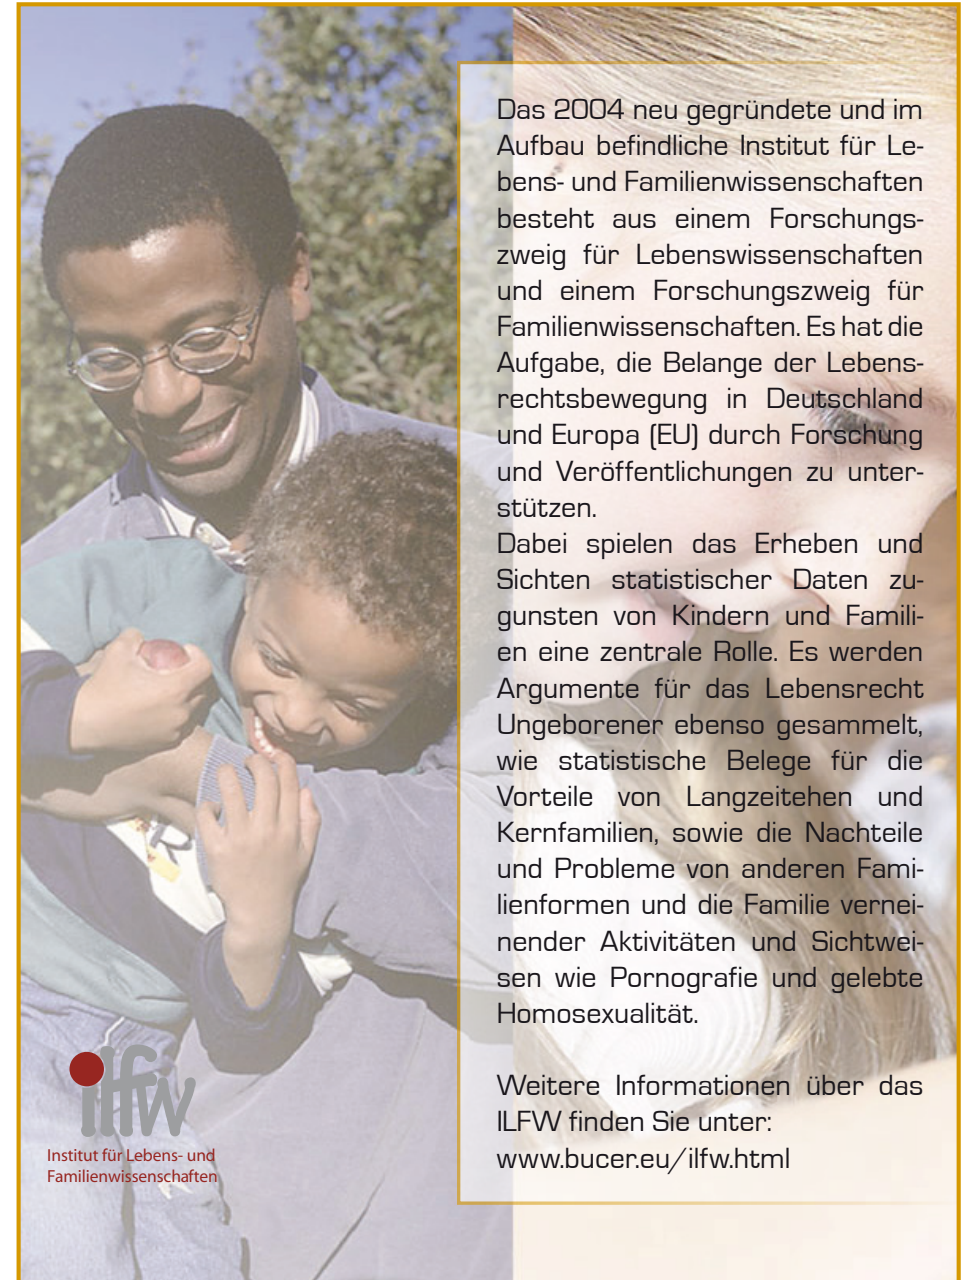 Das 2004 neu gegründete und im
Aufbau befindliche Institut für Le-
bens- und Familienwissenschaften
besteht aus einem Forschungs-
zweig für Lebenswissenschaften
und einem Forschungszweig für
Familienwissenschaften. Es hat die
Aufgabe, die Belange der Lebens-
rechtsbewegung in Deutschland
und Europa (EU) durch Forschung
und Veröffentlichungen zu unter-
stützen.
Dabei spielen das Erheben und
Sichten statistischer Daten zu-
gunsten von Kindern und Famili-
en eine zentrale Rolle. Es werden
Argumente für das Lebensrecht
Ungeborener ebenso gesammelt,
wie statistische Belege für die
Vorteile von Langzeitehen und
Kernfamilien, sowie die Nachteile
und Probleme von anderen Fami-
lienformen und die Familie vernei-
nender Aktivitäten und Sichtwei-
sen wie Pornografie und gelebte
Homosexualität.
Weitere Informationen über das
ILFW finden Sie unter:
www.bucer.eu/ilfw.html
ilfw
Institut für Lebens- und
Familienwissenschaften